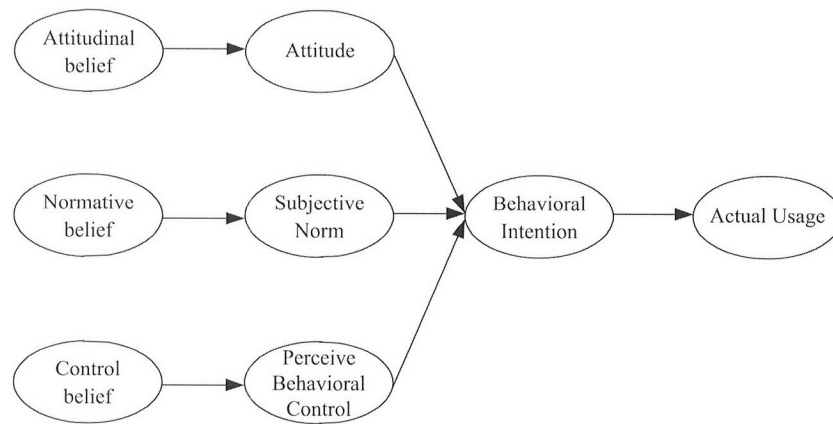 Attitudinal
belief
Attitude
Normative
belief
Subjective
Norm
Behavioral
Intention
Actual Usage
Control
belief
Perceive
Behavioral
Control